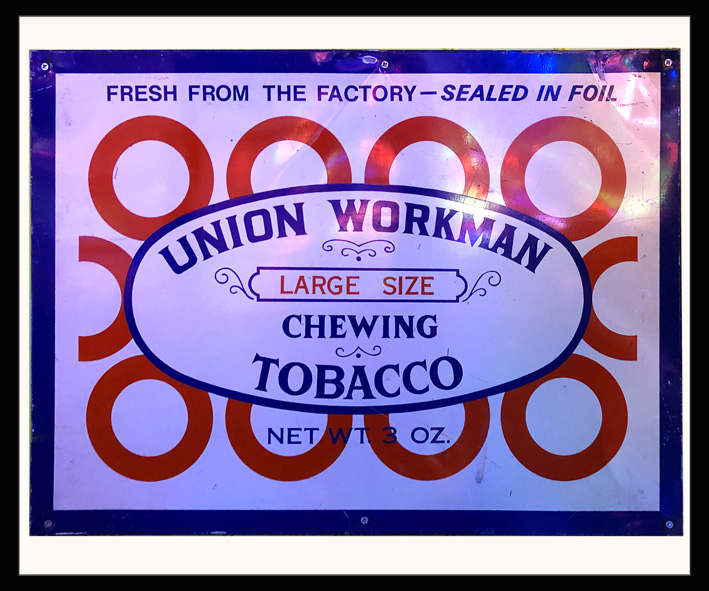 FRESH FROM THE FACTORY—SEALED IN FOIL
UNION WORKMAN
LARGE SIZE
CHEWING
TOBACCO
NET WT. 3 OZ.